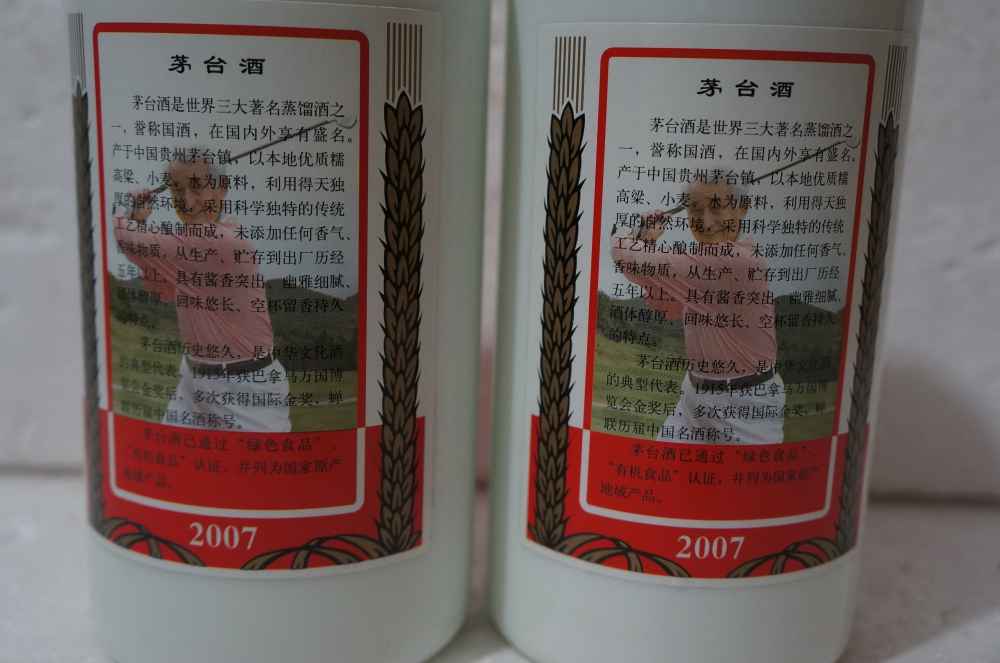 茅台酒
茅台酒是世界三大著名蒸馏酒之
一，誉称国酒，在国内外享有盛名。
产于中国贵州茅台镇，以本地优质糯
高粱、小麦、水为原料，利用得天独
厚的自然环境，采用科学独特的传统
工艺精心酿制而成，未添加任何香气、
香味物质，从生产、贮存到出厂历经
五年以上。具有酱香突出、幽雅细腻、
酒体醇厚、回味悠长、空杯留香持久
的特点。
茅台酒历史悠久，是中华文化酒
的典型代表。1915年获巴拿马万国博
览会金奖后，多次获得国际金奖、蝉
联历届中国名酒称号。
茅台酒已通过“绿色食品”、
“有机食品”认证，并列为国家原产
地域产品。
2007
茅台酒
茅台酒是世界三大著名蒸馏酒之
一，誉称国酒，在国内外享有盛名。
产于中国贵州茅台镇，以本地优质糯
高粱、小麦、水为原料，利用得天独
厚的自然环境，采用科学独特的传统
工艺精心酿制而成，未添加任何香气、
香味物质，从生产、贮存到出厂历经
五年以上。具有酱香突出、幽雅细腻、
酒体醇厚、回味悠长、空杯留香持久
的特点。
茅台酒历史悠久，是中华文化酒
的典型代表。1915年获巴拿马万国博
览会金奖后，多次获得国际金奖、蝉
联历届中国名酒称号。
茅台酒已通过“绿色食品”、
“有机食品”认证，并列为国家原产
地域产品。
2007